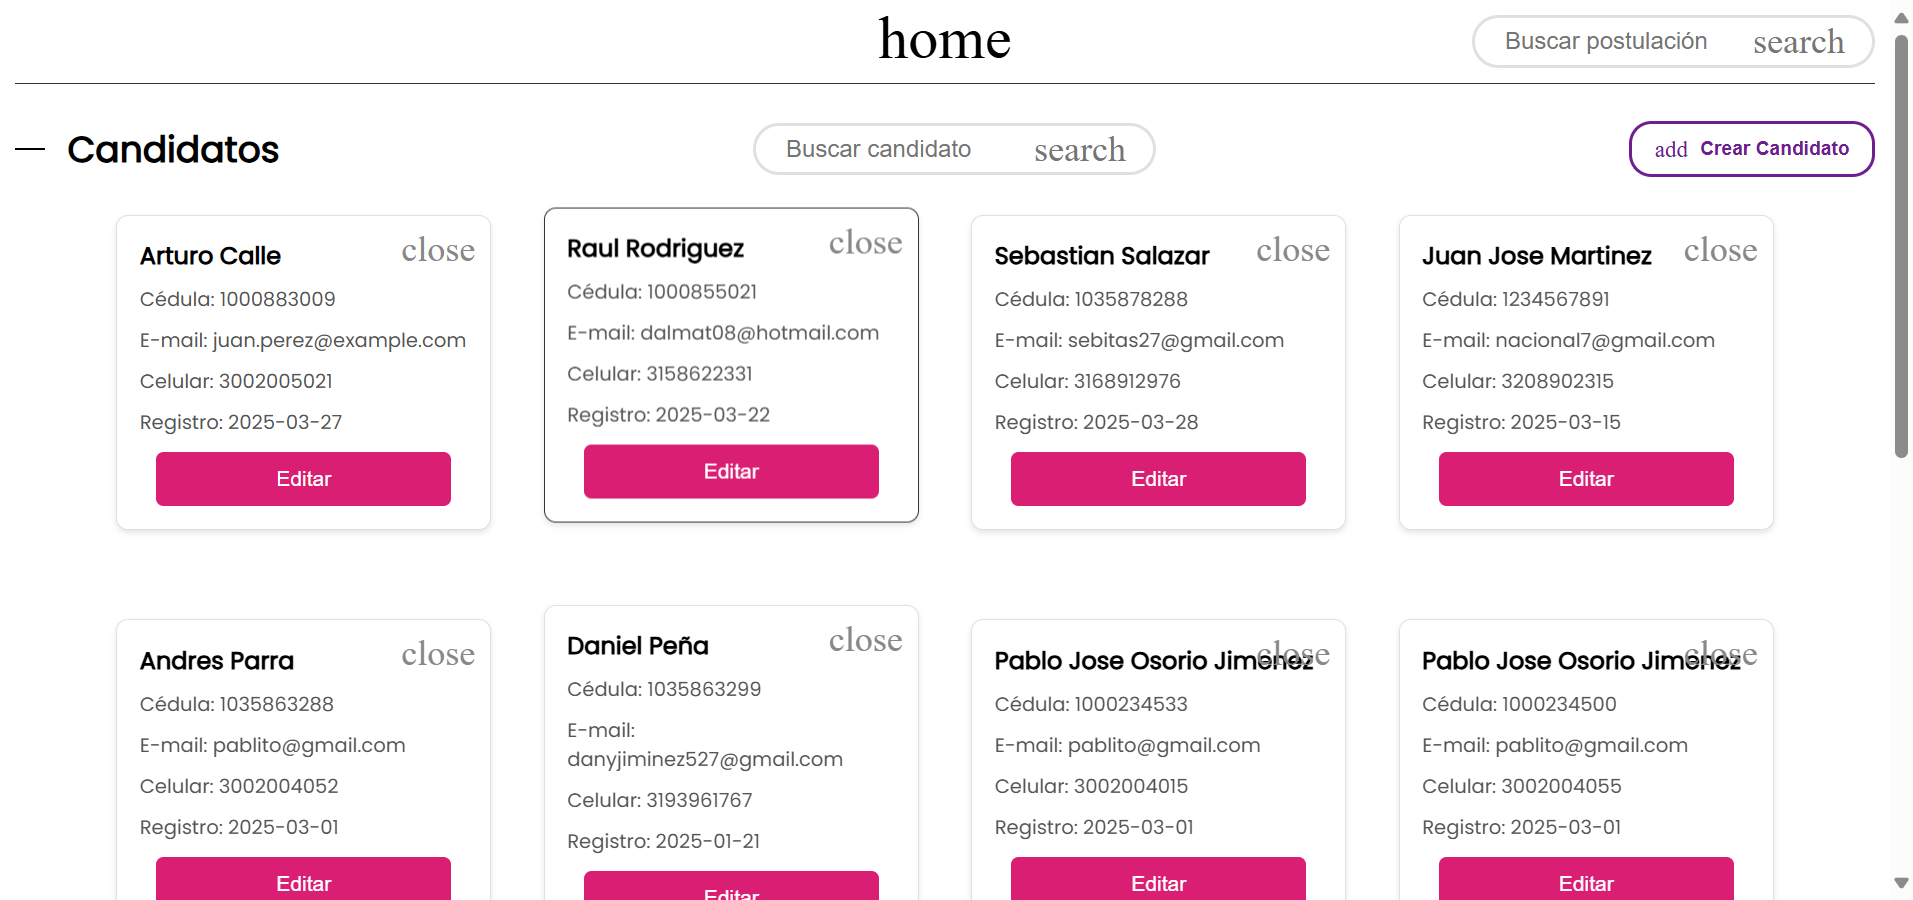 home
Buscar postulación search
Candidatos
Buscar candidato search
add Crear Candidato
Arturo Calle close
Cédula: 1000883009
E-mail: juan.perez@example.com
Celular: 3002005021
Registro: 2025-03-27
Editar
Raul Rodriguez close
Cédula: 1000855021
E-mail: dalmat08@hotmail.com
Celular: 3158622331
Registro: 2025-03-22
Editar
Sebastian Salazar close
Cédula: 1035878288
E-mail: sebitas27@gmail.com
Celular: 3168912976
Registro: 2025-03-28
Editar
Juan Jose Martinez close
Cédula: 1234567891
E-mail: nacional7@gmail.com
Celular: 3208902315
Registro: 2025-03-15
Editar
Andres Parra close
Cédula: 1035863288
E-mail: pablito@gmail.com
Celular: 3002004052
Registro: 2025-03-01
Editar
Daniel Peña close
Cédula: 1035863299
E-mail:
danyjiminez527@gmail.com
Celular: 3193961767
Registro: 2025-01-21
Editar
Pablo Jose Osorio Jimenez close
Cédula: 1000234533
E-mail: pablito@gmail.com
Celular: 3002004015
Registro: 2025-03-01
Editar
Pablo Jose Osorio Jimenez close
Cédula: 1000234500
E-mail: pablito@gmail.com
Celular: 3002004055
Registro: 2025-03-01
Editar